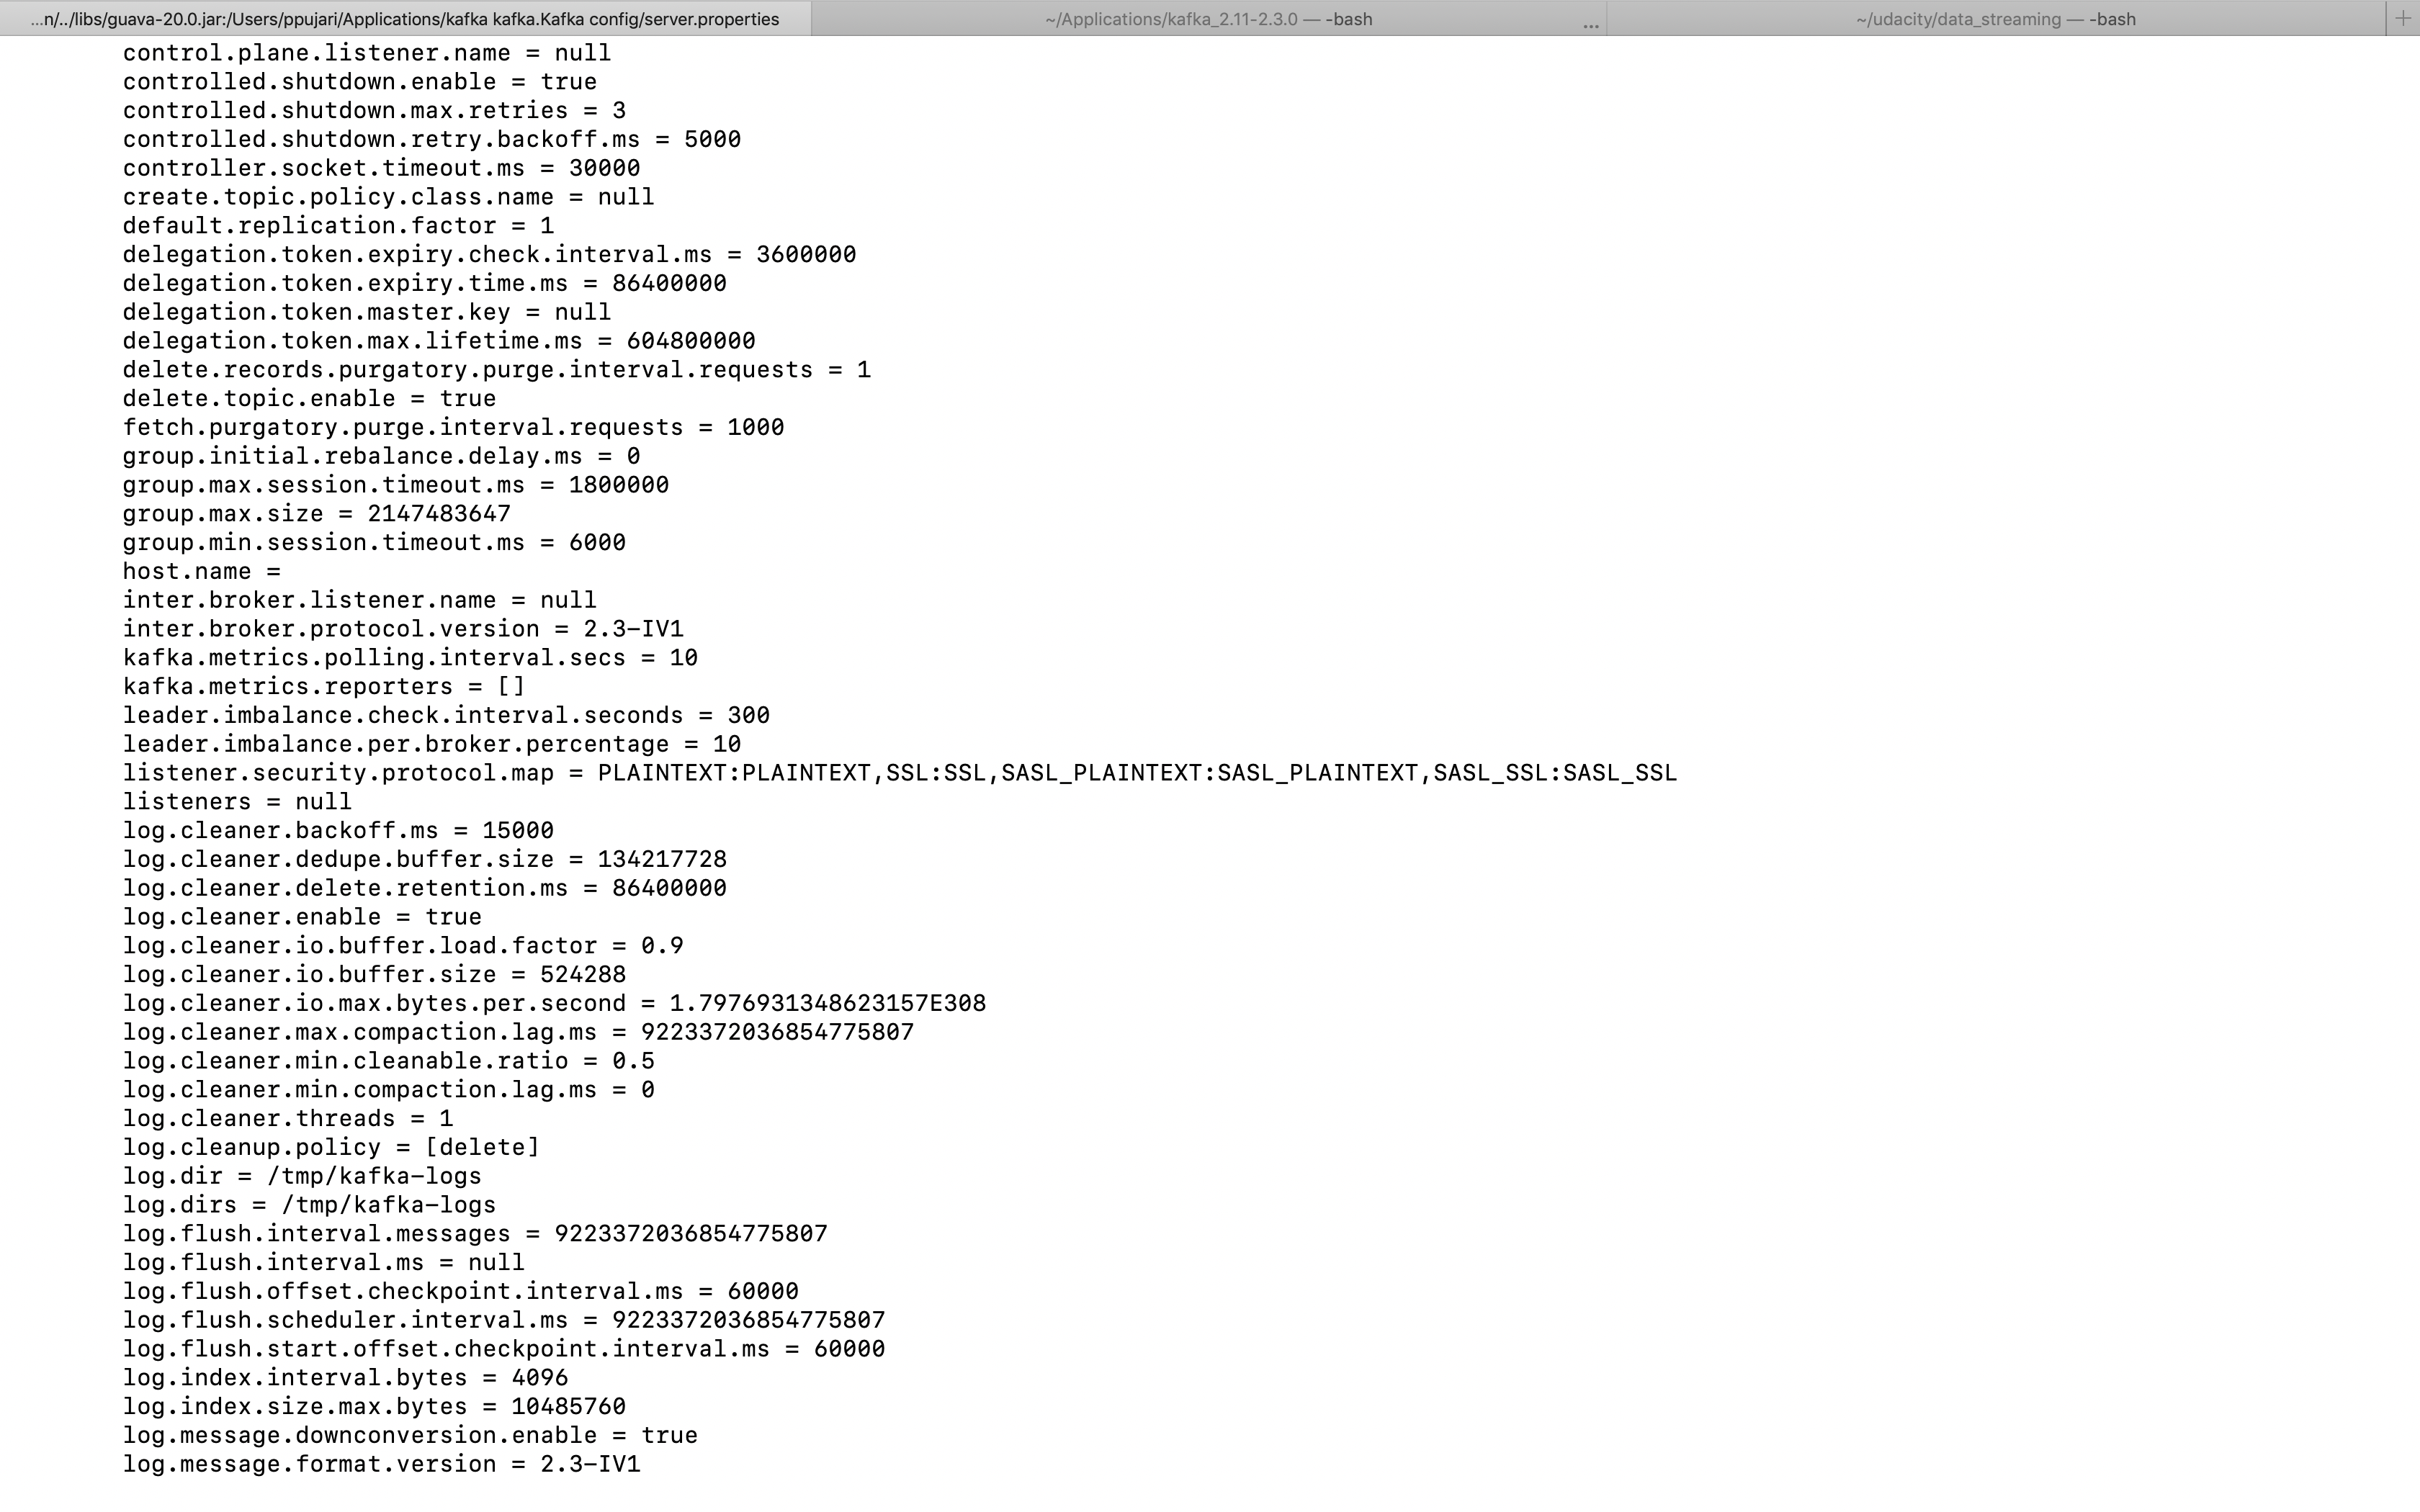 ...n/../libs/guava-20.0.jar:/Users/ppujari/Applications/kafka kafka.Kafka config/server.properties
~/Applications/kafka_2.11-2.3.0 — -bash
...
~/udacity/data_streaming — -bash
+
control.plane.listener.name = null
controlled.shutdown.enable = true
controlled.shutdown.max.retries = 3
controlled.shutdown.retry.backoff.ms = 5000
controller.socket.timeout.ms = 30000
create.topic.policy.class.name = null
default.replication.factor = 1
delegation.token.expiry.check.interval.ms = 3600000
delegation.token.expiry.time.ms = 86400000
delegation.token.master.key = null
delegation.token.max.lifetime.ms = 604800000
delete.records.purgatory.purge.interval.requests = 1
delete.topic.enable = true
fetch.purgatory.purge.interval.requests = 1000
group.initial.rebalance.delay.ms = 0
group.max.session.timeout.ms = 1800000
group.max.size = 2147483647
group.min.session.timeout.ms = 6000
host.name =
inter.broker.listener.name = null
inter.broker.protocol.version = 2.3-IV1
kafka.metrics.polling.interval.secs = 10
kafka.metrics.reporters = []
leader.imbalance.check.interval.seconds = 300
leader.imbalance.per.broker.percentage = 10
listener.security.protocol.map = PLAINTEXT:PLAINTEXT,SSL:SSL,SASL_PLAINTEXT:SASL_PLAINTEXT,SASL_SSL:SASL_SSL
listeners = null
log.cleaner.backoff.ms = 15000
log.cleaner.dedupe.buffer.size = 134217728
log.cleaner.delete.retention.ms = 86400000
log.cleaner.enable = true
log.cleaner.io.buffer.load.factor = 0.9
log.cleaner.io.buffer.size = 524288
log.cleaner.io.max.bytes.per.second = 1.7976931348623157E308
log.cleaner.max.compaction.lag.ms = 9223372036854775807
log.cleaner.min.cleanable.ratio = 0.5
log.cleaner.min.compaction.lag.ms = 0
log.cleaner.threads = 1
log.cleanup.policy = [delete]
log.dir = /tmp/kafka-logs
log.dirs = /tmp/kafka-logs
log.flush.interval.messages = 9223372036854775807
log.flush.interval.ms = null
log.flush.offset.checkpoint.interval.ms = 60000
log.flush.scheduler.interval.ms = 9223372036854775807
log.flush.start.offset.checkpoint.interval.ms = 60000
log.index.interval.bytes = 4096
log.index.size.max.bytes = 10485760
log.message.downconversion.enable = true
log.message.format.version = 2.3-IV1